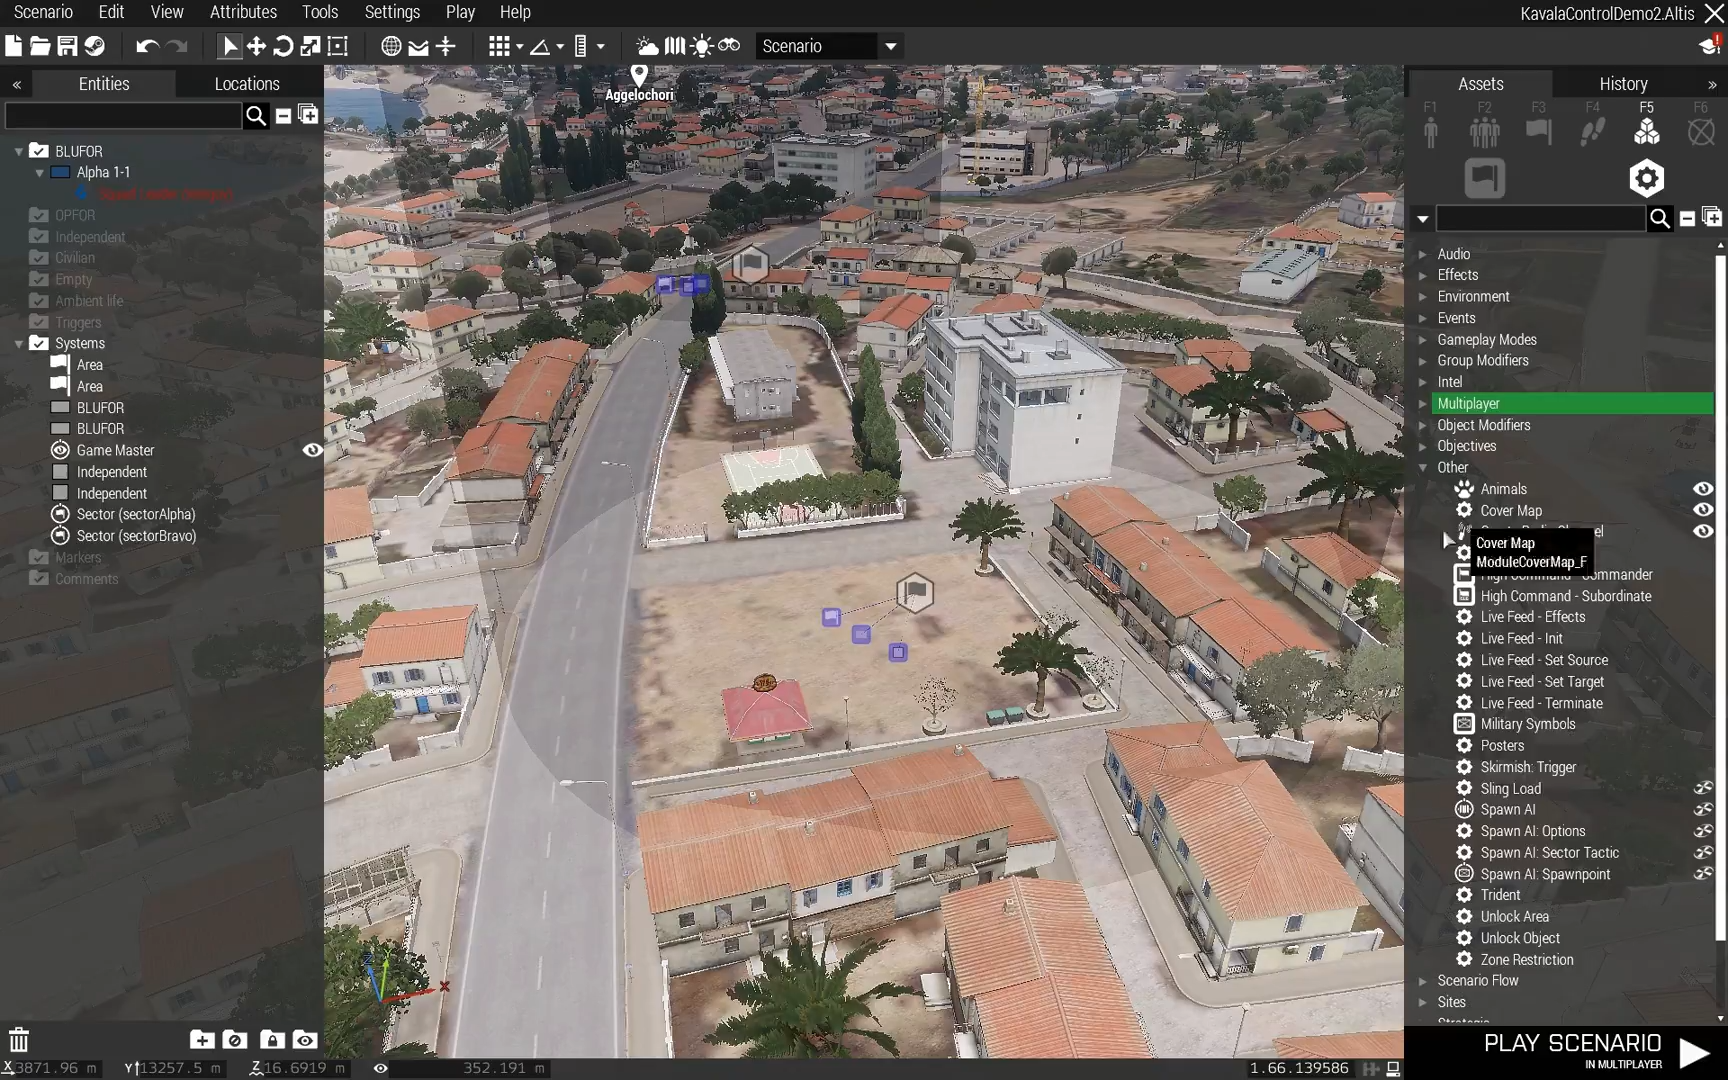 Scenario Edit View Attributes Tools Settings Play Help
KavalaControlDemo2.Altis
Scenario
Entities
Locations
BLUFOR
Alpha 1-1
OPFOR
Independent
Civilian
Empty
Ambient life
Triggers
Systems
Area
Area
BLUFOR
BLUFOR
Game Master
Independent
Independent
Sector (sectorAlpha)
Sector (sectorBravo)
Markers
Comments
Aggelochori
Assets
History
F1 F2 F3 F4 F5 F6
Audio
Effects
Environment
Events
Gameplay Modes
Group Modifiers
Intel
Multiplayer
Object Modifiers
Objectives
Other
Animals
Cover Map
Cover Map
ModuleCoverMap_F
High Command - Commander
High Command - Subordinate
Live Feed - Effects
Live Feed - Init
Live Feed - Set Source
Live Feed - Set Target
Live Feed - Terminate
Military Symbols
Posters
Skirmish: Trigger
Sling Load
Spawn AI
Spawn AI: Options
Spawn AI: Sector Tactic
Spawn AI: Spawnpoint
Trident
Unlock Area
Unlock Object
Zone Restriction
Scenario Flow
Sites
PLAY SCENARIO
IN MULTIPLAYER
X 3871.96 m Y 13257.5 m Z 16.6919 m 352.191 m
1.66.139586